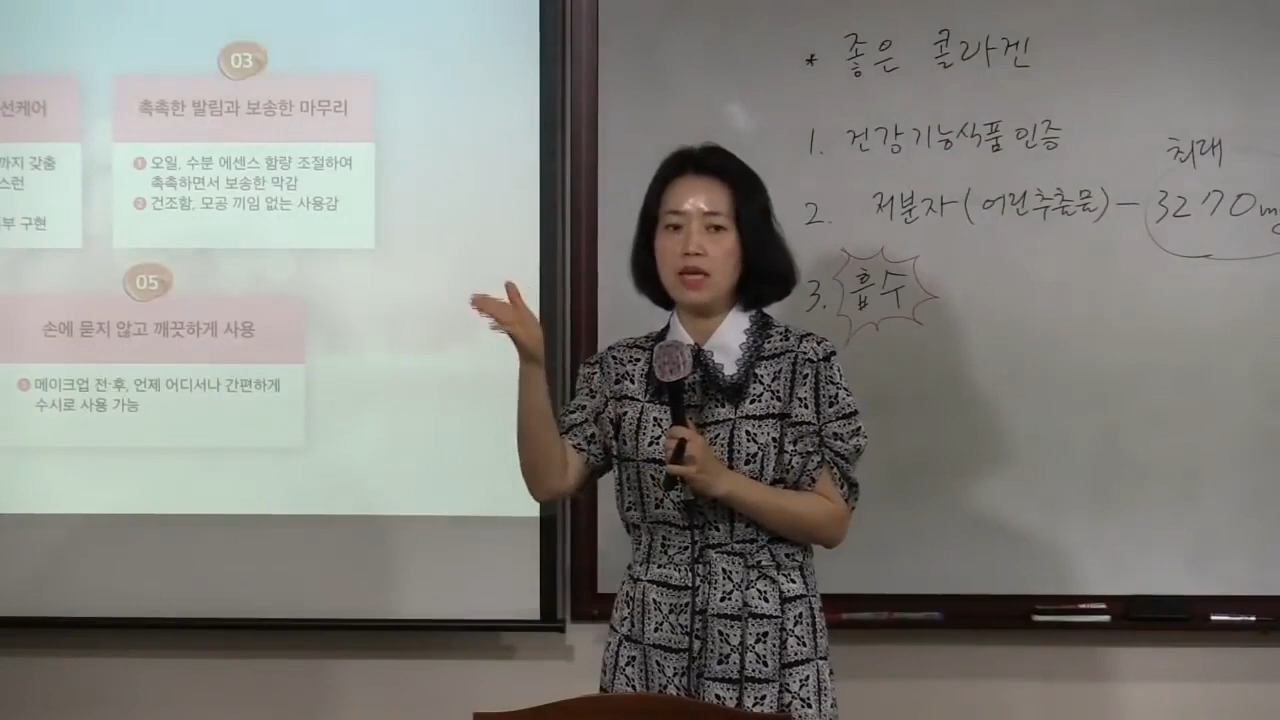 선케어
까지 갖춤
스런
부 구현
03
촉촉한 발림과 보송한 마무리
1 오일, 수분 에센스 함량 조절하여
촉촉하면서 보송한 막감
2 건조함, 모공 끼임 없는 사용감
05
손에 묻지 않고 깨끗하게 사용
1 메이크업 전·후, 언제 어디서나 간편하게
수시로 사용 가능
* 좋은 콜라겐
1. 건강기능식품 인증
최대
2. 저분자 (어린추출물) - 3270mg
3. 흡수